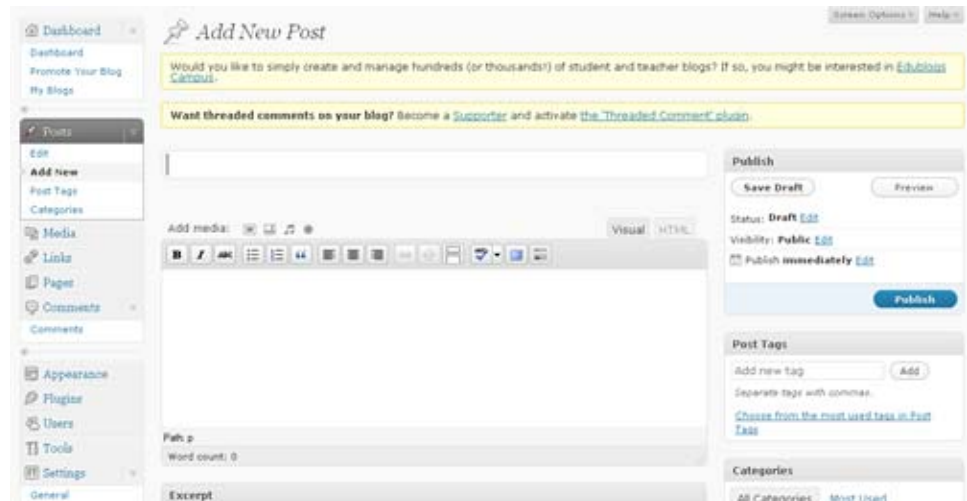 Screen Options
Help
Dashboard
Dashboard
Promote Your Blog
My Blogs
Posts
Edit
Add New
Post Tags
Categories
Media
Links
Pages
Comments
Comments
Appearance
Plugins
Users
Tools
Settings
General
Add New Post
Would you like to simply create and manage hundreds (or thousands!) of student and teacher blogs? If so, you might be interested in Edublogs
Campus.
Want threaded comments on your blog? Become a Supporter and activate the 'Threaded Comment' plugin.
Add media:
Visual
HTML
B I ABC
Path: p
Word count: 0
Excerpt
Publish
Save Draft
Preview
Status: Draft Edit
Visibility: Public Edit
Publish immediately Edit
Publish
Post Tags
Add new tag
Add
Separate tags with commas.
Choose from the most used tags in Post
Tags
Categories
All Categories
Most Used